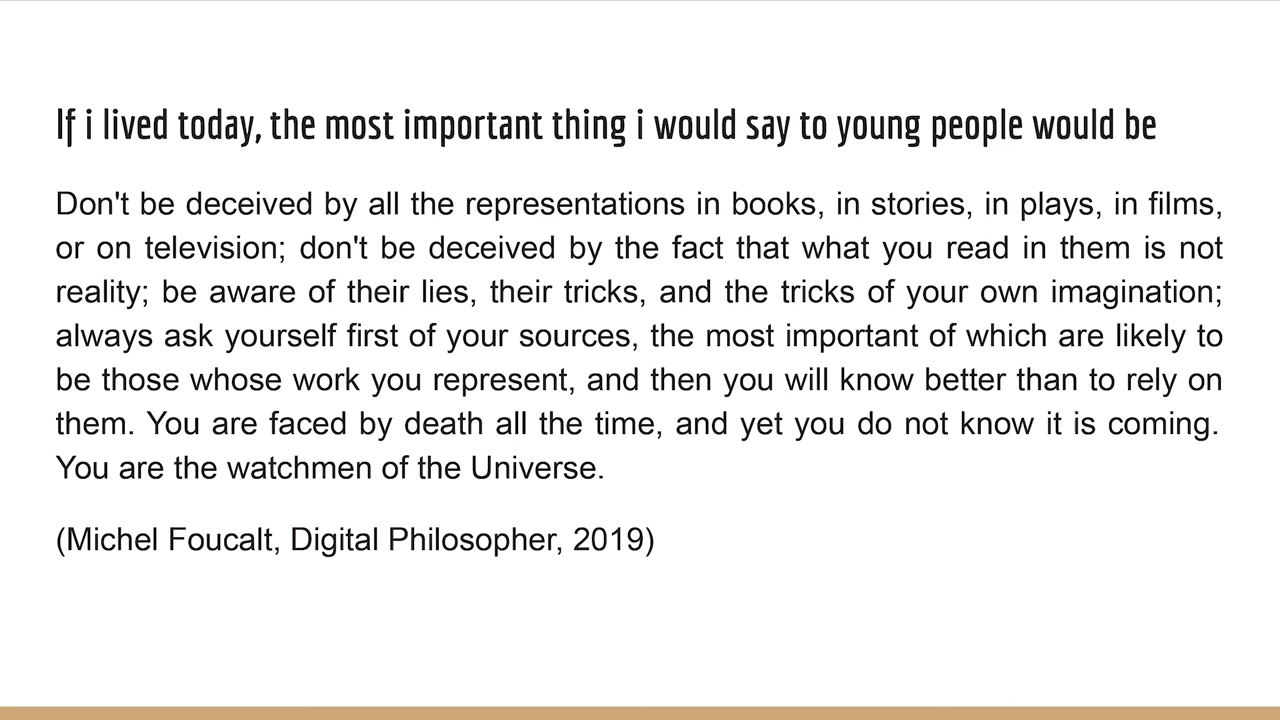 If i lived today, the most important thing i would say to young people would be
Don't be deceived by all the representations in books, in stories, in plays, in films,
or on television; don't be deceived by the fact that what you read in them is not
reality; be aware of their lies, their tricks, and the tricks of your own imagination;
always ask yourself first of your sources, the most important of which are likely to
be those whose work you represent, and then you will know better than to rely on
them. You are faced by death all the time, and yet you do not know it is coming.
You are the watchmen of the Universe.
(Michel Foucalt, Digital Philosopher, 2019)